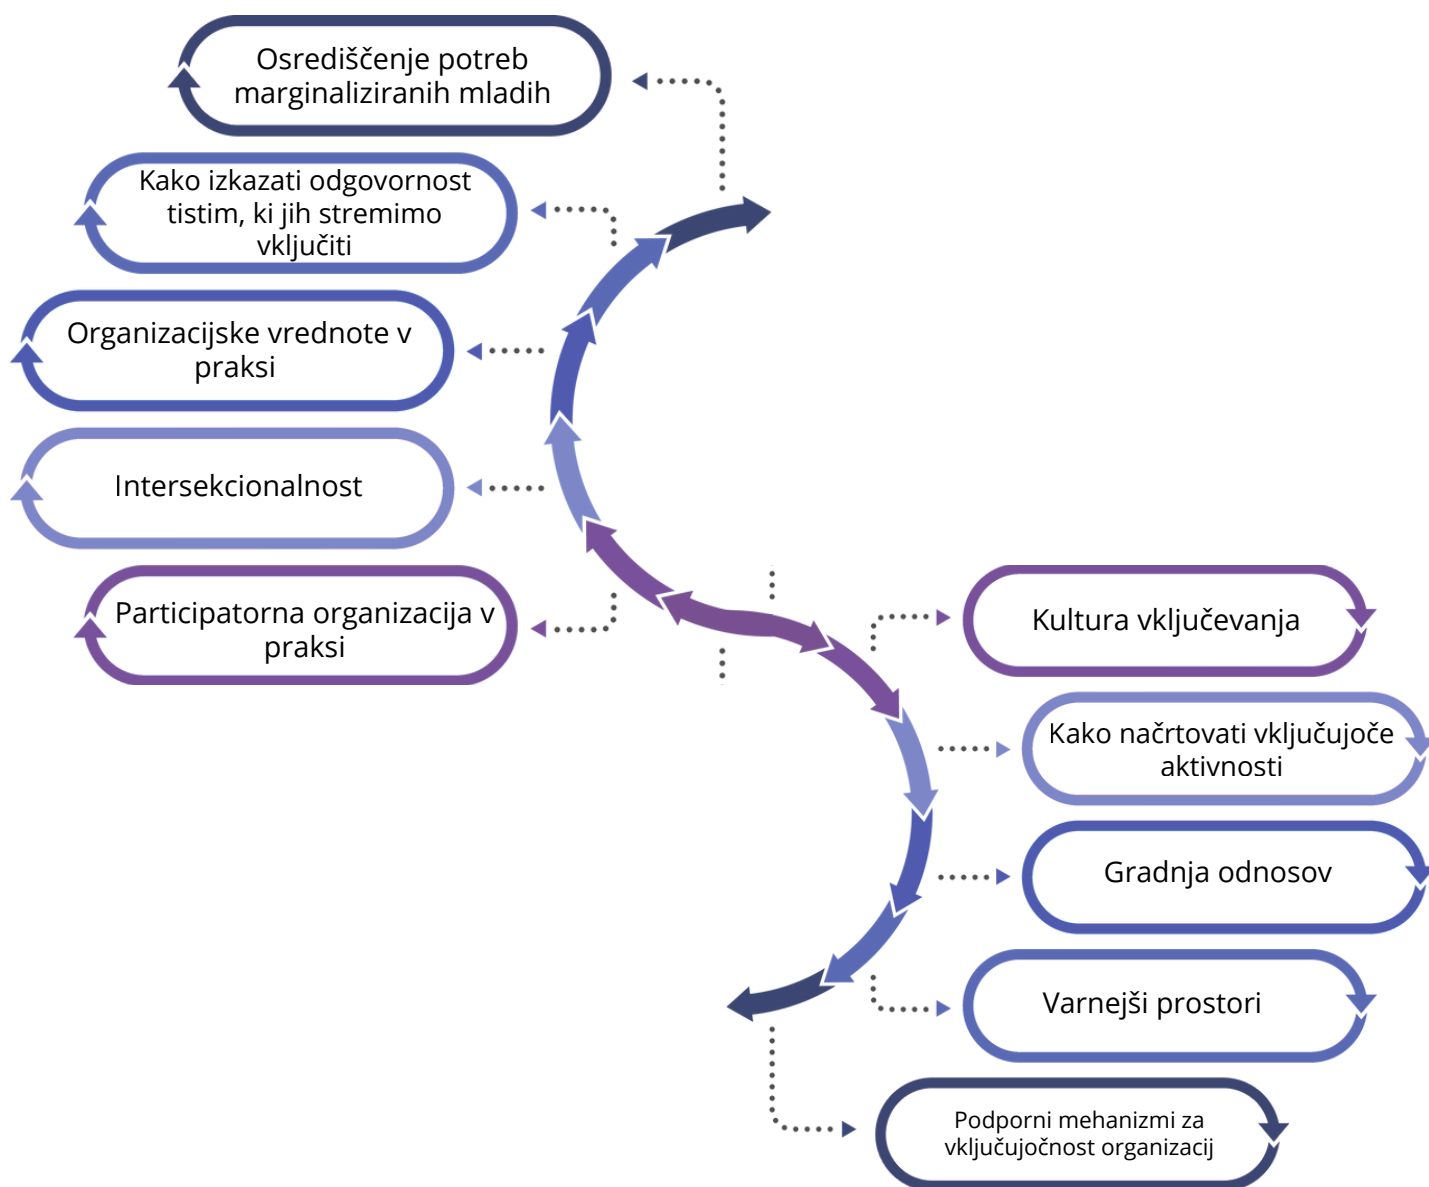 Osrediščenje potreb
marginaliziranih mladih
Kako izkazati odgovornost
tistim, ki jih stremimo
vključiti
Organizacijske vrednote v
praksi
Intersekcionalnost
Participatorna organizacija v
praksi
Kultura vključevanja
Kako načrtovati vključujoče
aktivnosti
Gradnja odnosov
Varnejši prostori
Podporni mehanizmi za
vključujočnost organizacij